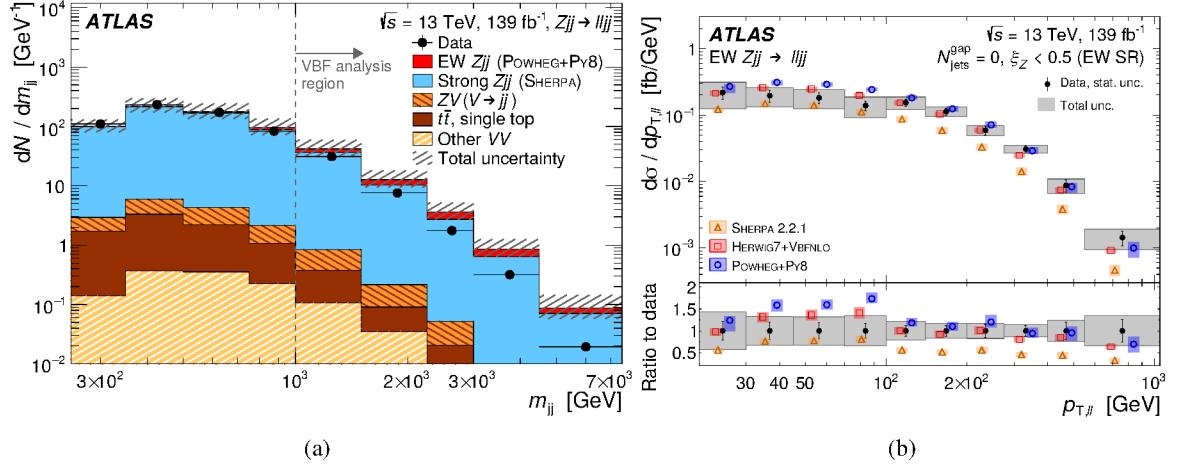 ATLAS
√s = 13 TeV, 139 fb⁻¹, Zjj → lljj
VBF analysis
region
Data
EW Zjj (POWHEG+PY8)
Strong Zjj (SHERPA)
ZV (V → jj)
tt̄, single top
Other VV
Total uncertainty
dN / dm_jj [GeV⁻¹]
10⁴
10³
10²
10
1
10⁻¹
10⁻²
3×10² 10³ 2×10³ 3×10³ 7×10³
m_jj [GeV]
(a)
ATLAS
√s = 13 TeV, 139 fb⁻¹
EW Zjj → lljj
N_jets^gap = 0, ξ_Z < 0.5 (EW SR)
Data, stat. unc.
Total unc.
SHERPA 2.2.1
HERWIG7+VBFNLO
POWHEG+PY8
dσ / dp_T,ll [fb/GeV]
10
1
10⁻¹
10⁻²
10⁻³
Ratio to data
2
1.5
1
0.5
20 30 40 50 10² 2×10² 10³
p_T,ll [GeV]
(b)